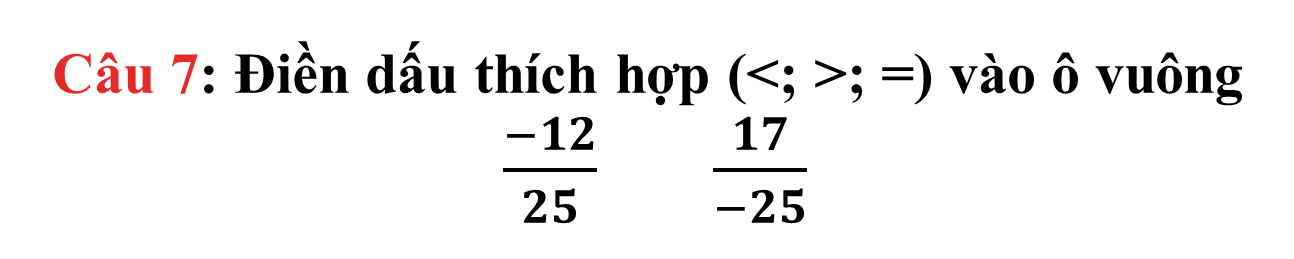 Câu 7: Điền dấu thích hợp (<; >; =) vào ô vuông
−12/25 17/−25